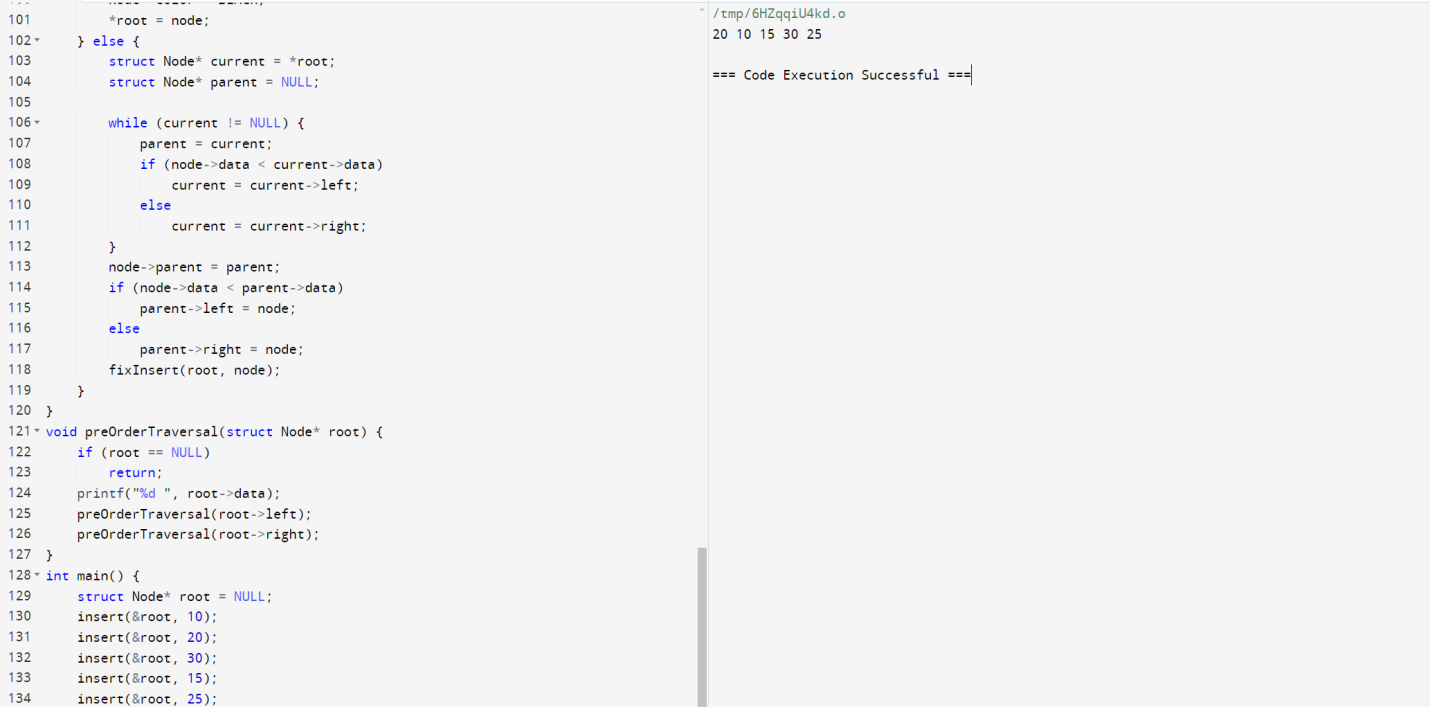 101 *root = node;
102 } else {
103 struct Node* current = *root;
104 struct Node* parent = NULL;
105
106 while (current != NULL) {
107 parent = current;
108 if (node->data < current->data)
109 current = current->left;
110 else
111 current = current->right;
112 }
113 node->parent = parent;
114 if (node->data < parent->data)
115 parent->left = node;
116 else
117 parent->right = node;
118 fixInsert(root, node);
119 }
120 }
121 void preOrderTraversal(struct Node* root) {
122 if (root == NULL)
123 return;
124 printf("%d ", root->data);
125 preOrderTraversal(root->left);
126 preOrderTraversal(root->right);
127 }
128 int main() {
129 struct Node* root = NULL;
130 insert(&root, 10);
131 insert(&root, 20);
132 insert(&root, 30);
133 insert(&root, 15);
134 insert(&root, 25);
/tmp/6HZqqiU4kd.o
20 10 15 30 25
=== Code Execution Successful ===